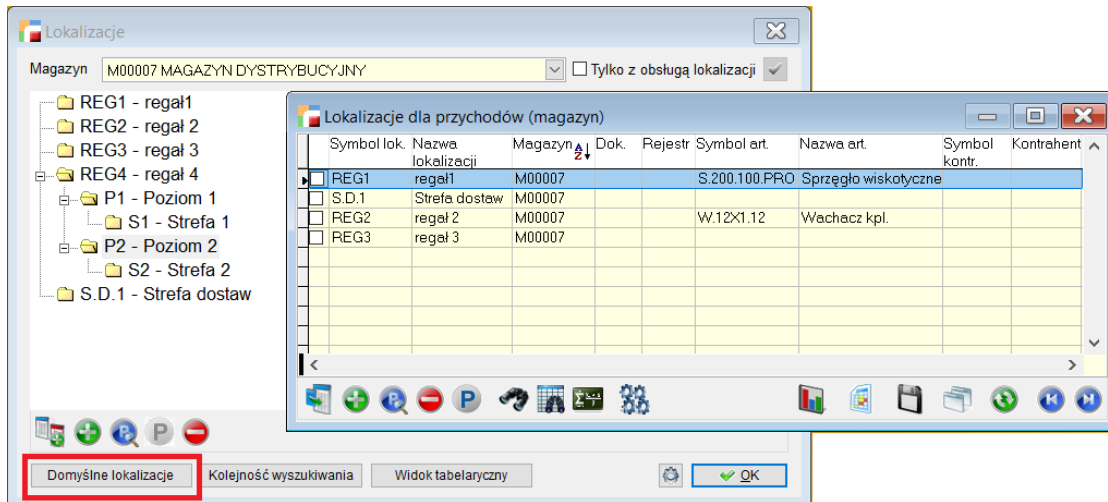 Lokalizacje
Magazyn M00007 MAGAZYN DYSTRYBUCYJNY Tylko z obsługą lokalizacji
REG1 - regał1
REG2 - regał 2
REG3 - regał 3
REG4 - regał 4
P1 - Poziom 1
S1 - Strefa 1
P2 - Poziom 2
S2 - Strefa 2
S.D.1 - Strefa dostaw
Lokalizacje dla przychodów (magazyn)
Symbol lok. Nazwa lokalizacji Magazyn Dok. Rejestr Symbol art. Nazwa art. Symbol kontr. Kontrahent
REG1 regał1 M00007 S.200.100.PRO Sprzęgło wiskotyczne
S.D.1 Strefa dostaw M00007
REG2 regał 2 M00007 W.12X1.12 Wachacz kpl.
REG3 regał 3 M00007
Domyślne lokalizacje Kolejność wyszukiwania Widok tabelaryczny OK